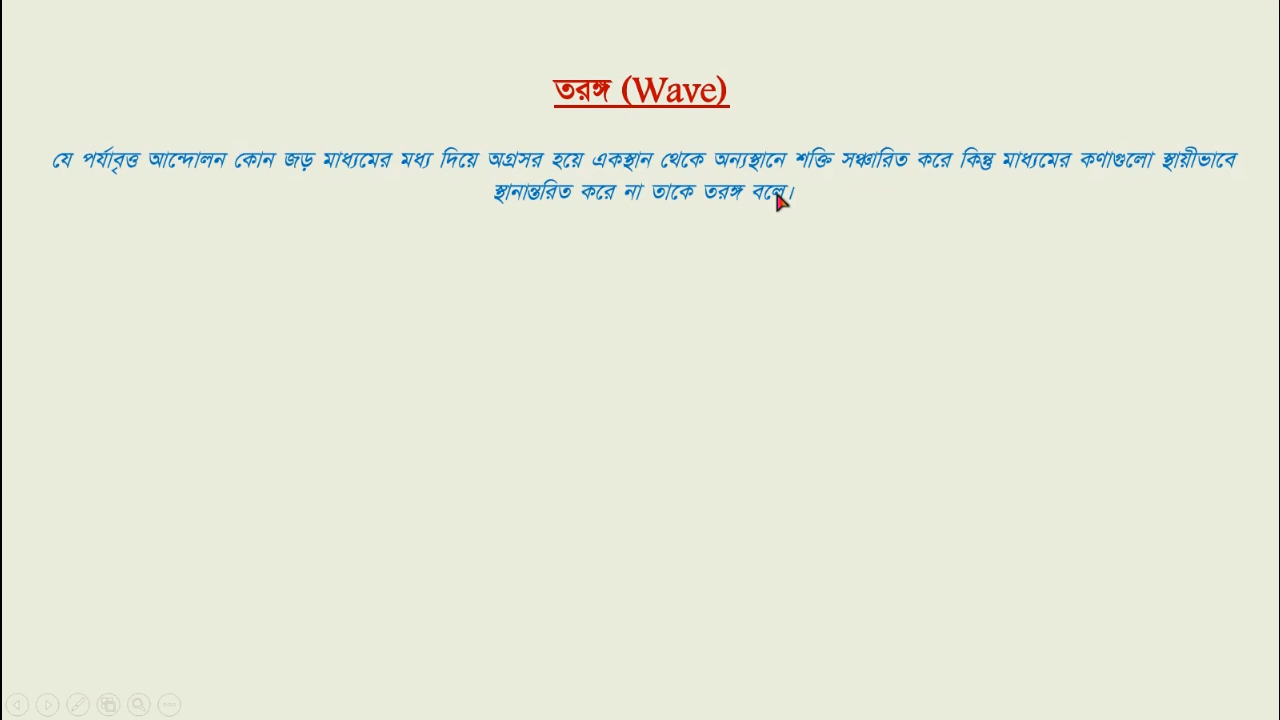 তরঙ্গ (Wave)
যে পর্যাবৃত্ত আন্দোলন কোন জড় মাধ্যমের মধ্য দিয়ে অগ্রসর হয়ে একস্থান থেকে অন্যস্থানে শক্তি সঞ্চারিত করে কিন্তু মাধ্যমের কণাগুলো স্থায়ীভাবে
স্থানান্তরিত করে না তাকে তরঙ্গ বলে।